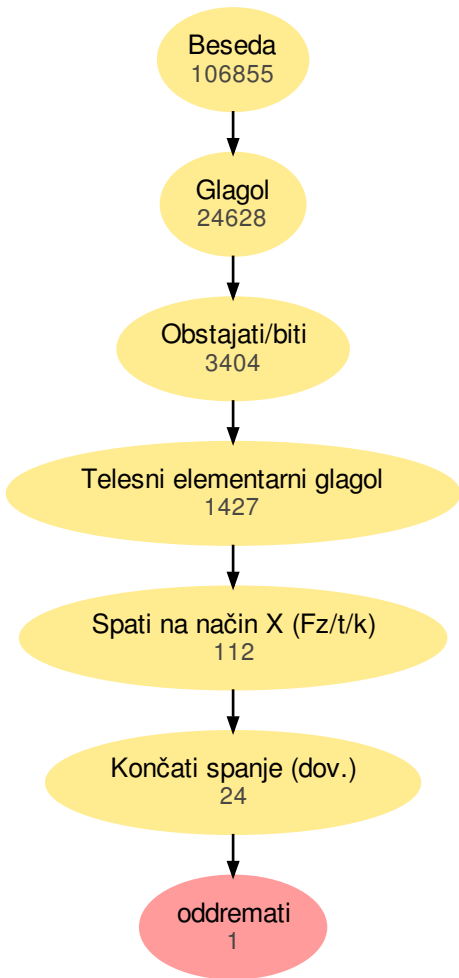 Beseda
106855
Glagol
24628
Obstajati/biti
3404
Telesni elementarni glagol
1427
Spati na način X (Fz/t/k)
112
Končati spanje (dov.)
24
oddremati
1